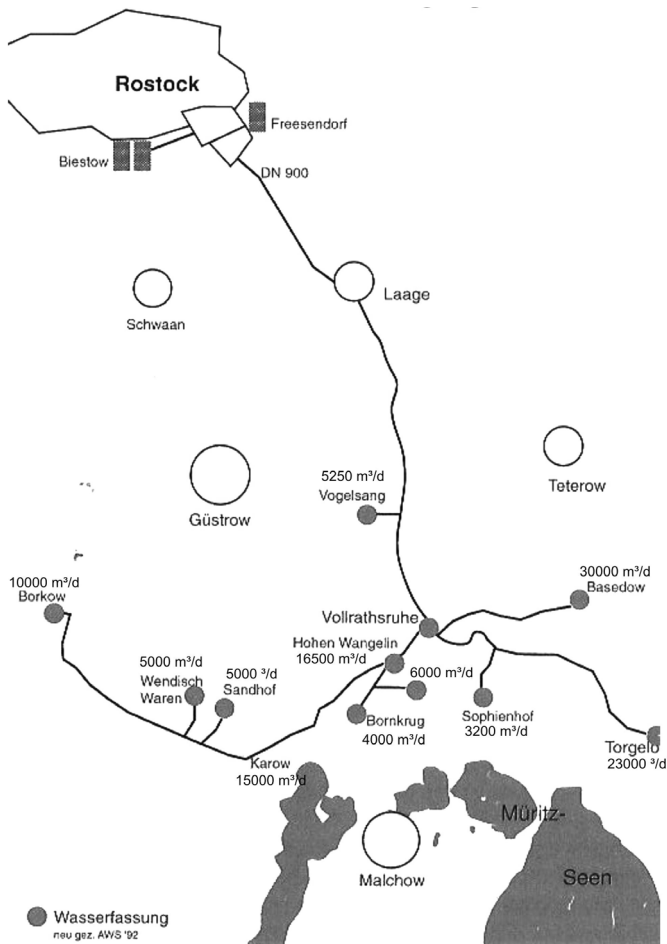 Rostock
Freesendorf
Biestow
DN 900
Laage
Schwaan
5250 m³/d
Vogelsang
Teterow
Güstrow
10000 m³/d
Borkow
30000 m³/d
Basedow
Vollrathsruhe
Hohen Wangelin
16500 m³/d
5000 m³/d
Wendisch
Waren
5000 ³/d
Sandhof
6000 m³/d
Bornkrug
4000 m³/d
Sophienhof
3200 m³/d
Torgelo
23000 ³/d
Karow
15000 m³/d
Müritz-
Seen
Malchow
Wasserfassung
neu gez. AWS '92